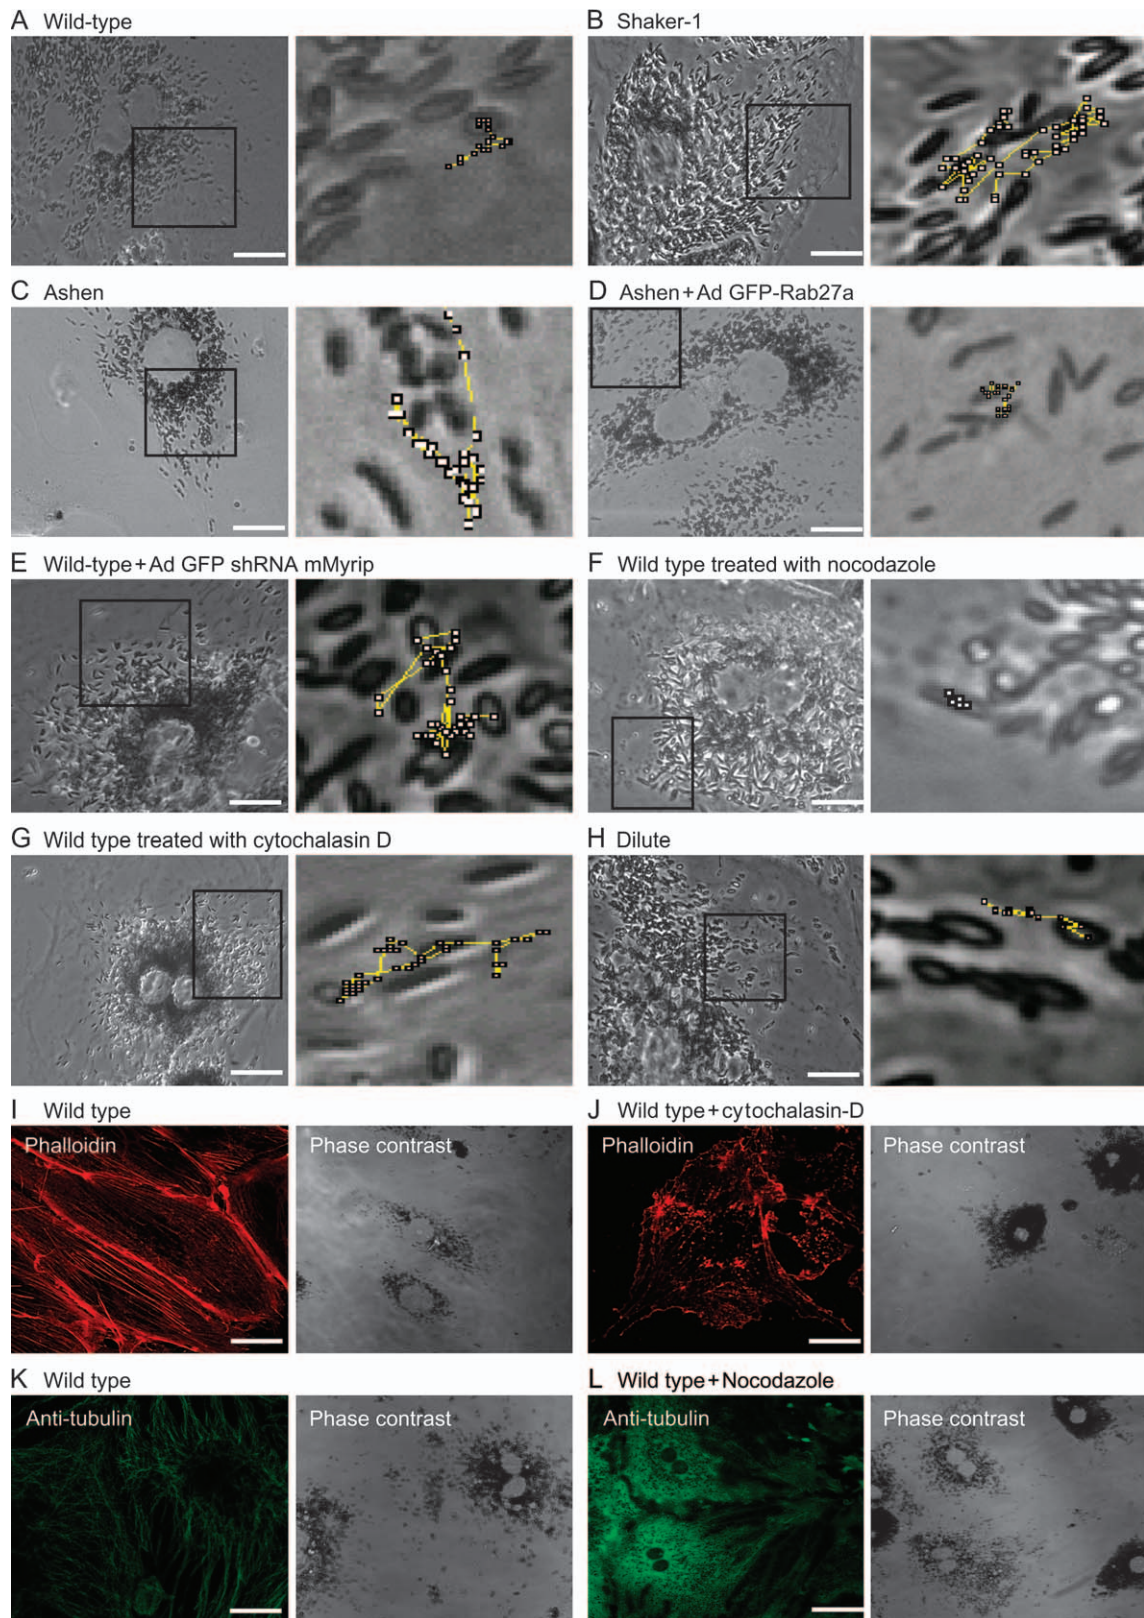 A Wild-type
B Shaker-1
C Ashen
D Ashen+Ad GFP-Rab27a
E Wild-type+Ad GFP shRNA mMyrip
F Wild type treated with nocodazole
G Wild type treated with cytochalasin D
H Dilute
I Wild type
J Wild type+cytochalasin-D
Phalloidin
Phase contrast
Phalloidin
Phase contrast
K Wild type
L Wild type+Nocodazole
Anti-tubulin
Phase contrast
Anti-tubulin
Phase contrast